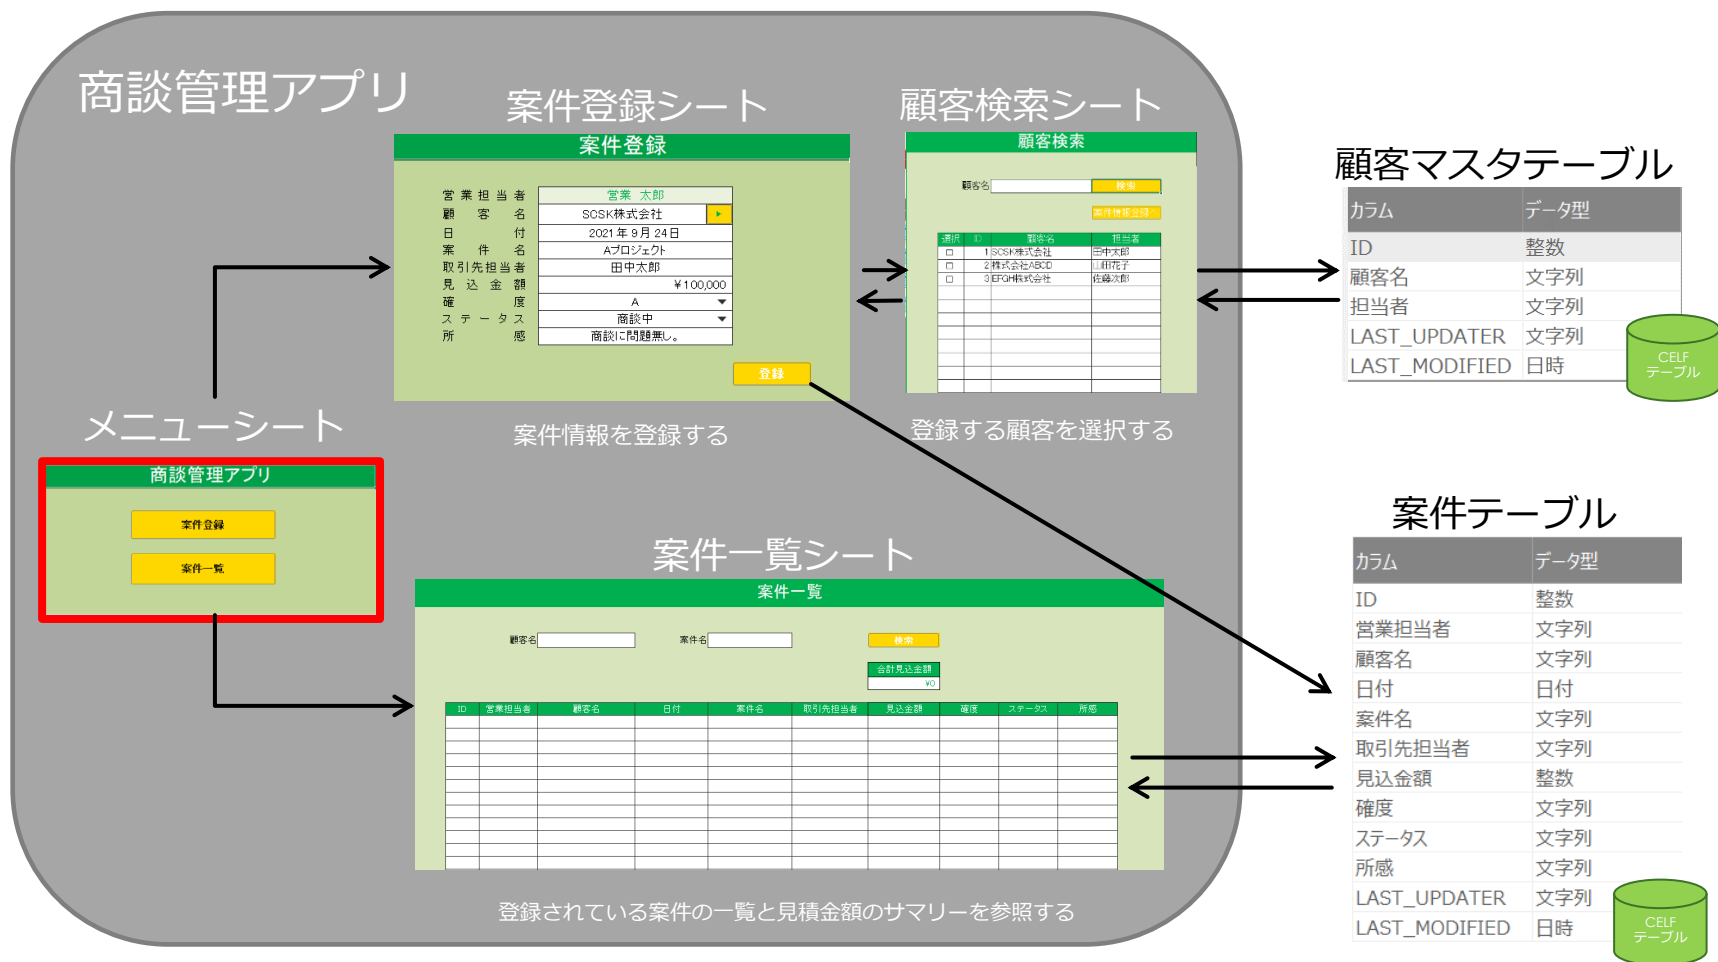 商談管理アプリ
案件登録シート
案件登録
営業担当者 営業 太郎
顧客名 SCSK株式会社
日付 2021年9月24日
案件名 Aプロジェクト
取引先担当者 田中太郎
見込金額 ¥100,000
確度 A
ステータス 商談中
所感 商談に問題無し。
登録
案件情報を登録する
顧客検索シート
顧客検索
顧客名 検索
案件情報登録へ
選択 ID 顧客名 担当者
1 SCSK株式会社 田中太郎
2 株式会社ABCD 山田花子
3 EFGH株式会社 佐藤次郎
登録する顧客を選択する
メニューシート
商談管理アプリ
案件登録
案件一覧
案件一覧シート
案件一覧
顧客名 案件名 検索
合計見込金額
¥0
ID 営業担当者 顧客名 日付 案件名 取引先担当者 見込金額 確度 ステータス 所感
登録されている案件の一覧と見積金額のサマリーを参照する
顧客マスタテーブル
カラム データ型
ID 整数
顧客名 文字列
担当者 文字列
LAST_UPDATER 文字列
LAST_MODIFIED 日時
CELF
テーブル
案件テーブル
カラム データ型
ID 整数
営業担当者 文字列
顧客名 文字列
日付 日付
案件名 文字列
取引先担当者 文字列
見込金額 整数
確度 文字列
ステータス 文字列
所感 文字列
LAST_UPDATER 文字列
LAST_MODIFIED 日時
CELF
テーブル